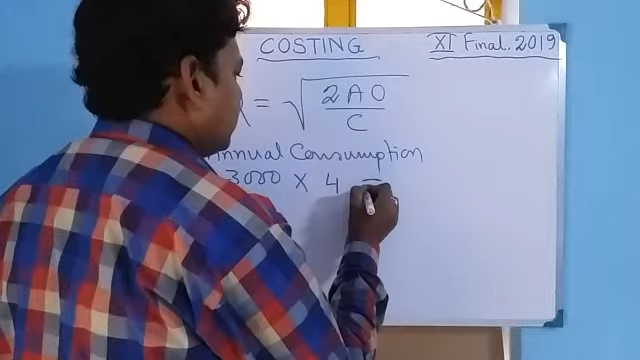 COSTING
XI Final. 2019
= √
2AO
C
Annual Consumption
3000 X 4 =